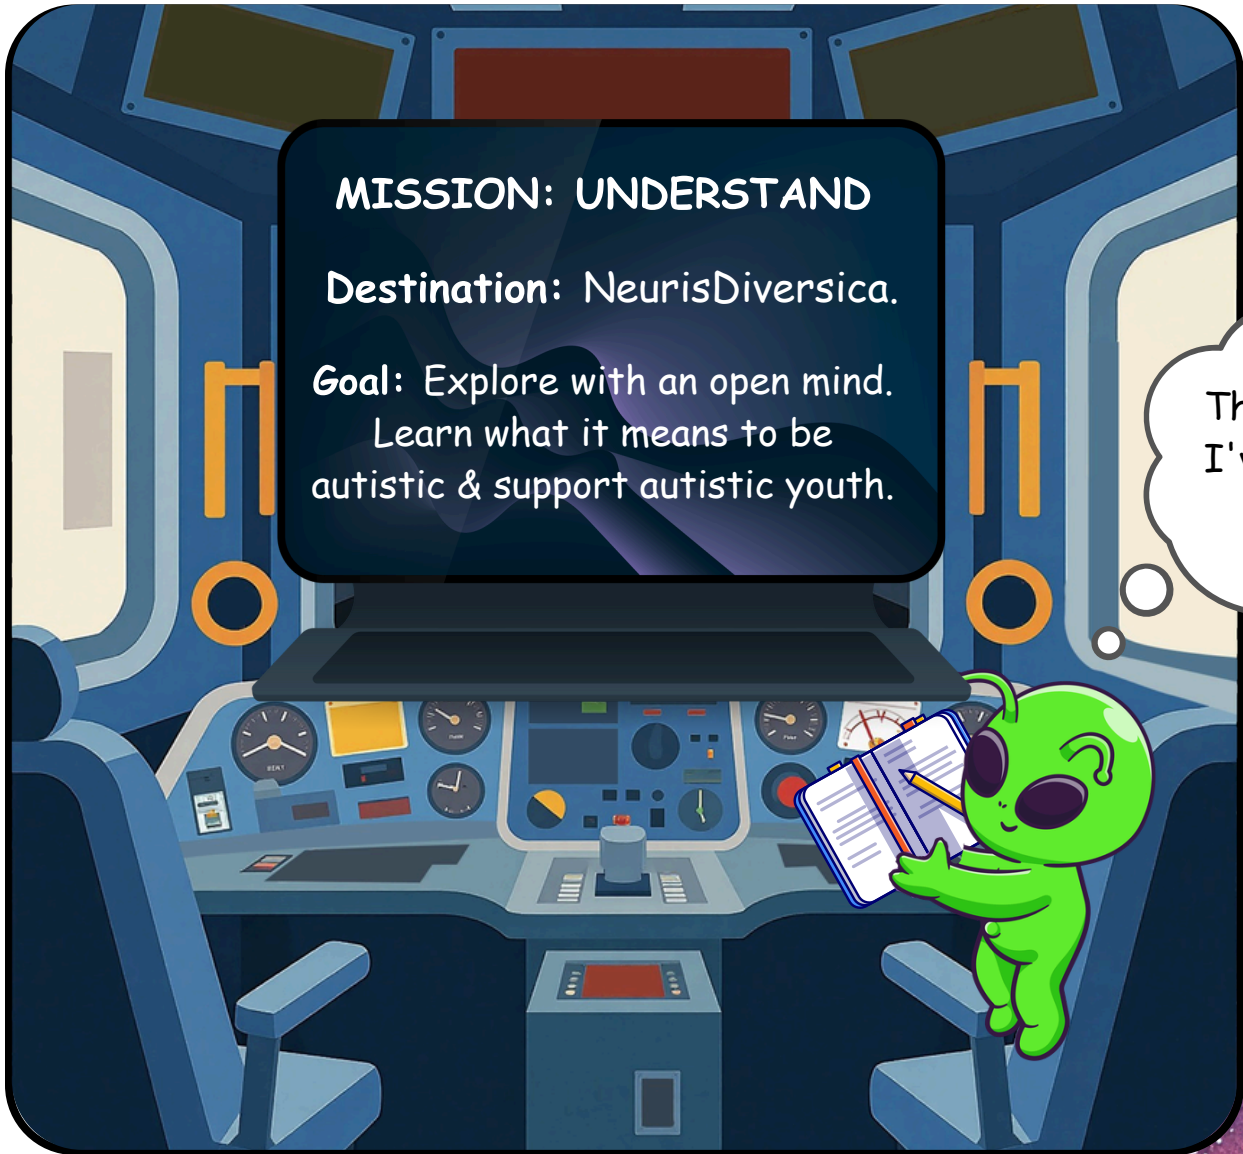 MISSION: UNDERSTAND
Destination: NeurisDiversica.
Goal: Explore with an open mind.
Learn what it means to be
autistic & support autistic youth.